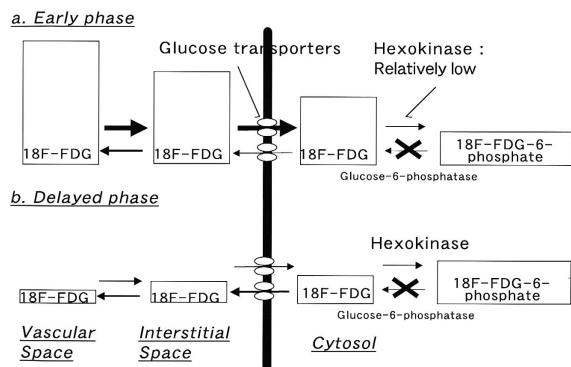 a. Early phase
Glucose transporters
Hexokinase :
Relatively low
18F-FDG
18F-FDG
18F-FDG
18F-FDG-6-
phosphate
Glucose-6-phosphatase
b. Delayed phase
Hexokinase
18F-FDG
18F-FDG
18F-FDG
18F-FDG-6-
phosphate
Glucose-6-phosphatase
Vascular
Space
Interstitial
Space
Cytosol